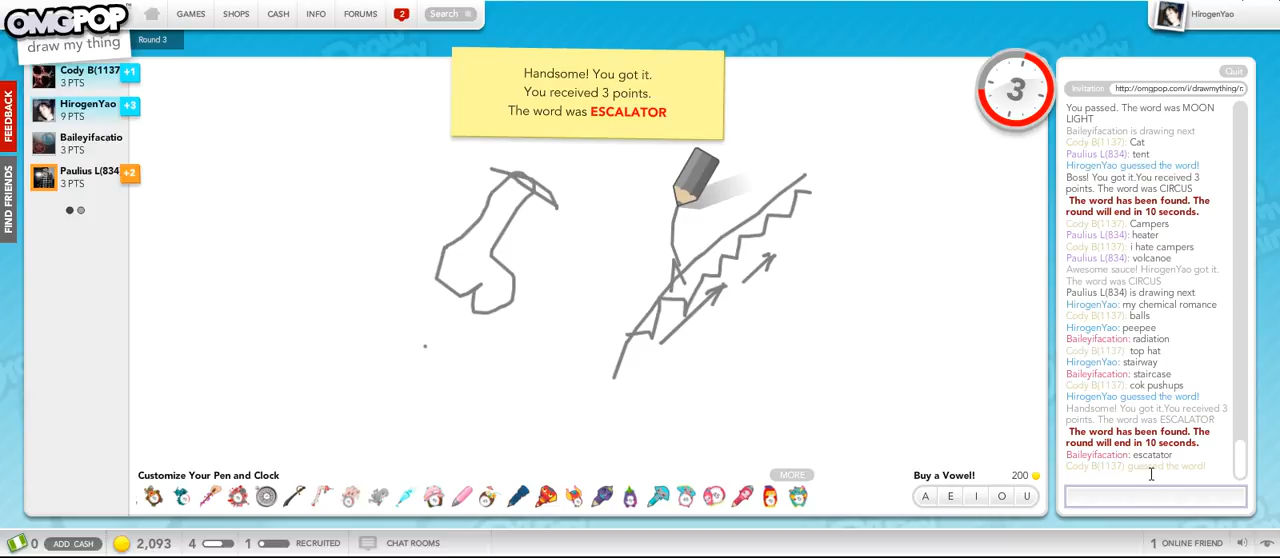 OMGPOP™
draw my thing
GAMES SHOPS CASH INFO FORUMS 2 Search
HirogenYao
Round 3
FEEDBACK
FIND FRIENDS
Cody B(1137 +1
3 PTS
HirogenYao +3
9 PTS
Baileyifacatio
3 PTS
Paulius L(834 +2
3 PTS
Handsome! You got it.
You received 3 points.
The word was ESCALATOR
3
Quit
Invitation http://omgpop.com/i/drawmything/
You passed. The word was MOON
LIGHT
Baileyifacation is drawing next
Cody B(1137): Cat
Paulius L(834): tent
HirogenYao guessed the word!
Boss! You got it.You received 3
points. The word was CIRCUS
The word has been found. The
round will end in 10 seconds.
Cody B(1137): Campers
Paulius L(834): heater
Cody B(1137): i hate campers
Paulius L(834): volcanoe
Awesome sauce! HirogenYao got it.
The word was CIRCUS
Paulius L(834) is drawing next
HirogenYao: my chemical romance
Cody B(1137): balls
HirogenYao: peepee
Baileyifacation: radiation
Cody B(1137): top hat
HirogenYao: stairway
Baileyifacation: staircase
Cody B(1137): cok pushups
HirogenYao guessed the word!
Handsome! You got it.You received 3
points. The word was ESCALATOR
The word has been found. The
round will end in 10 seconds.
Baileyifacation: escatator
Cody B(1137) guessed the word!
Customize Your Pen and Clock MORE
Buy a Vowel! 200
A E I O U
0 ADD CASH 2,093 4 1 RECRUITED CHAT ROOMS 1 ONLINE FRIEND